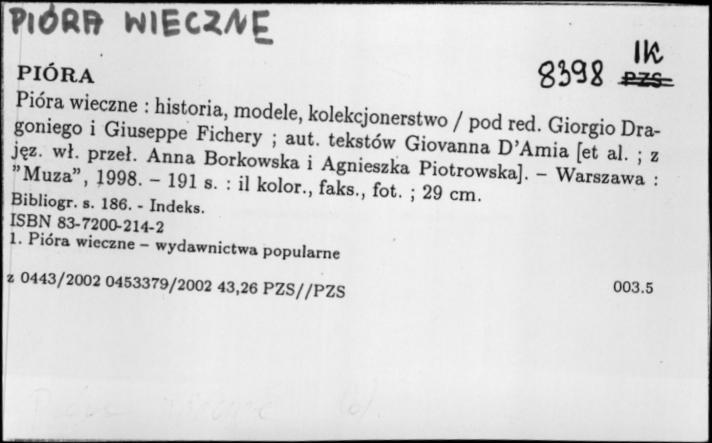 PIÓRA WIECZNE
IK
8398 PZS
PIÓRA
Pióra wieczne : historia, modele, kolekcjonerstwo / pod red. Giorgio Dra-
goniego i Giuseppe Fichery ; aut. tekstów Giovanna D'Amia [et al. ; z
jęz. wł. przeł. Anna Borkowska i Agnieszka Piotrowska]. – Warszawa :
"Muza", 1998. – 191 s. : il kolor., faks., fot. ; 29 cm.
Bibliogr. s. 186. - Indeks.
ISBN 83-7200-214-2
1. Pióra wieczne – wydawnictwa popularne
z 0443/2002 0453379/2002 43,26 PZS//PZS 003.5